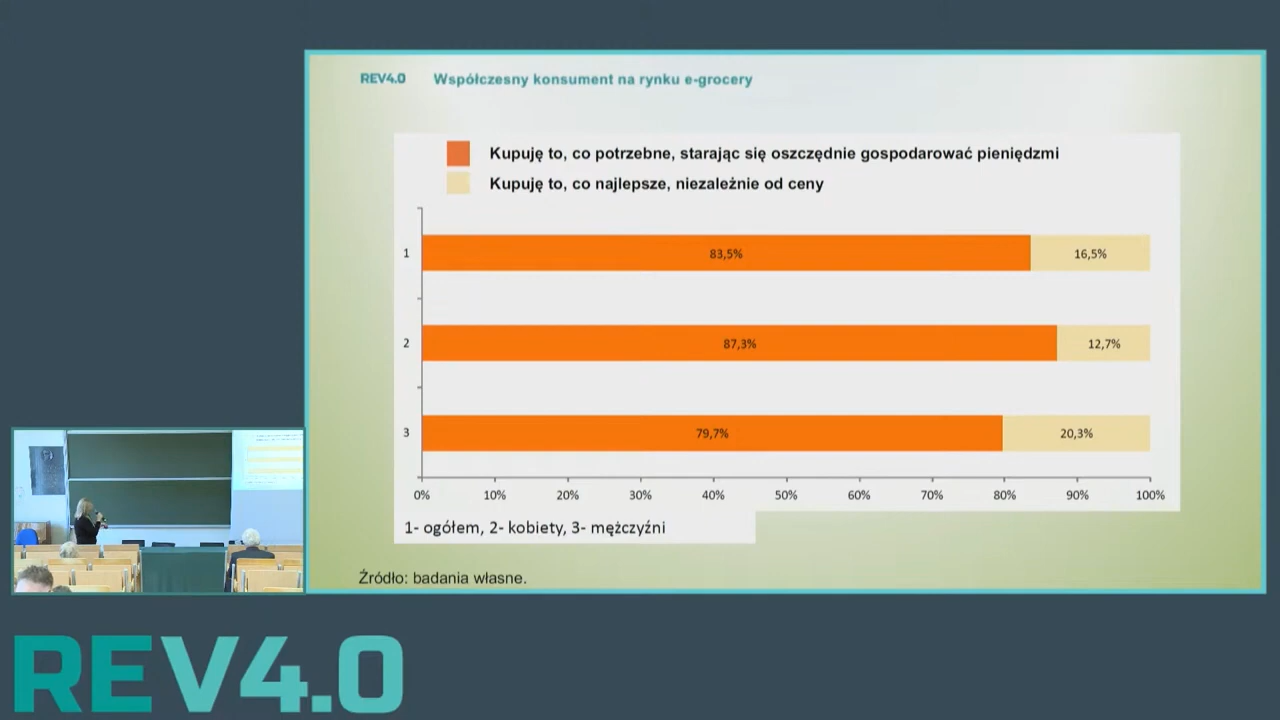 REV4.0 Współczesny konsument na rynku e-grocery
Kupuję to, co potrzebne, starając się oszczędnie gospodarować pieniędzmi
Kupuję to, co najlepsze, niezależnie od ceny
1 83,5% 16,5%
2 87,3% 12,7%
3 79,7% 20,3%
0% 10% 20% 30% 40% 50% 60% 70% 80% 90% 100%
1- ogółem, 2- kobiety, 3- mężczyźni
Źródło: badania własne.
REV4.0